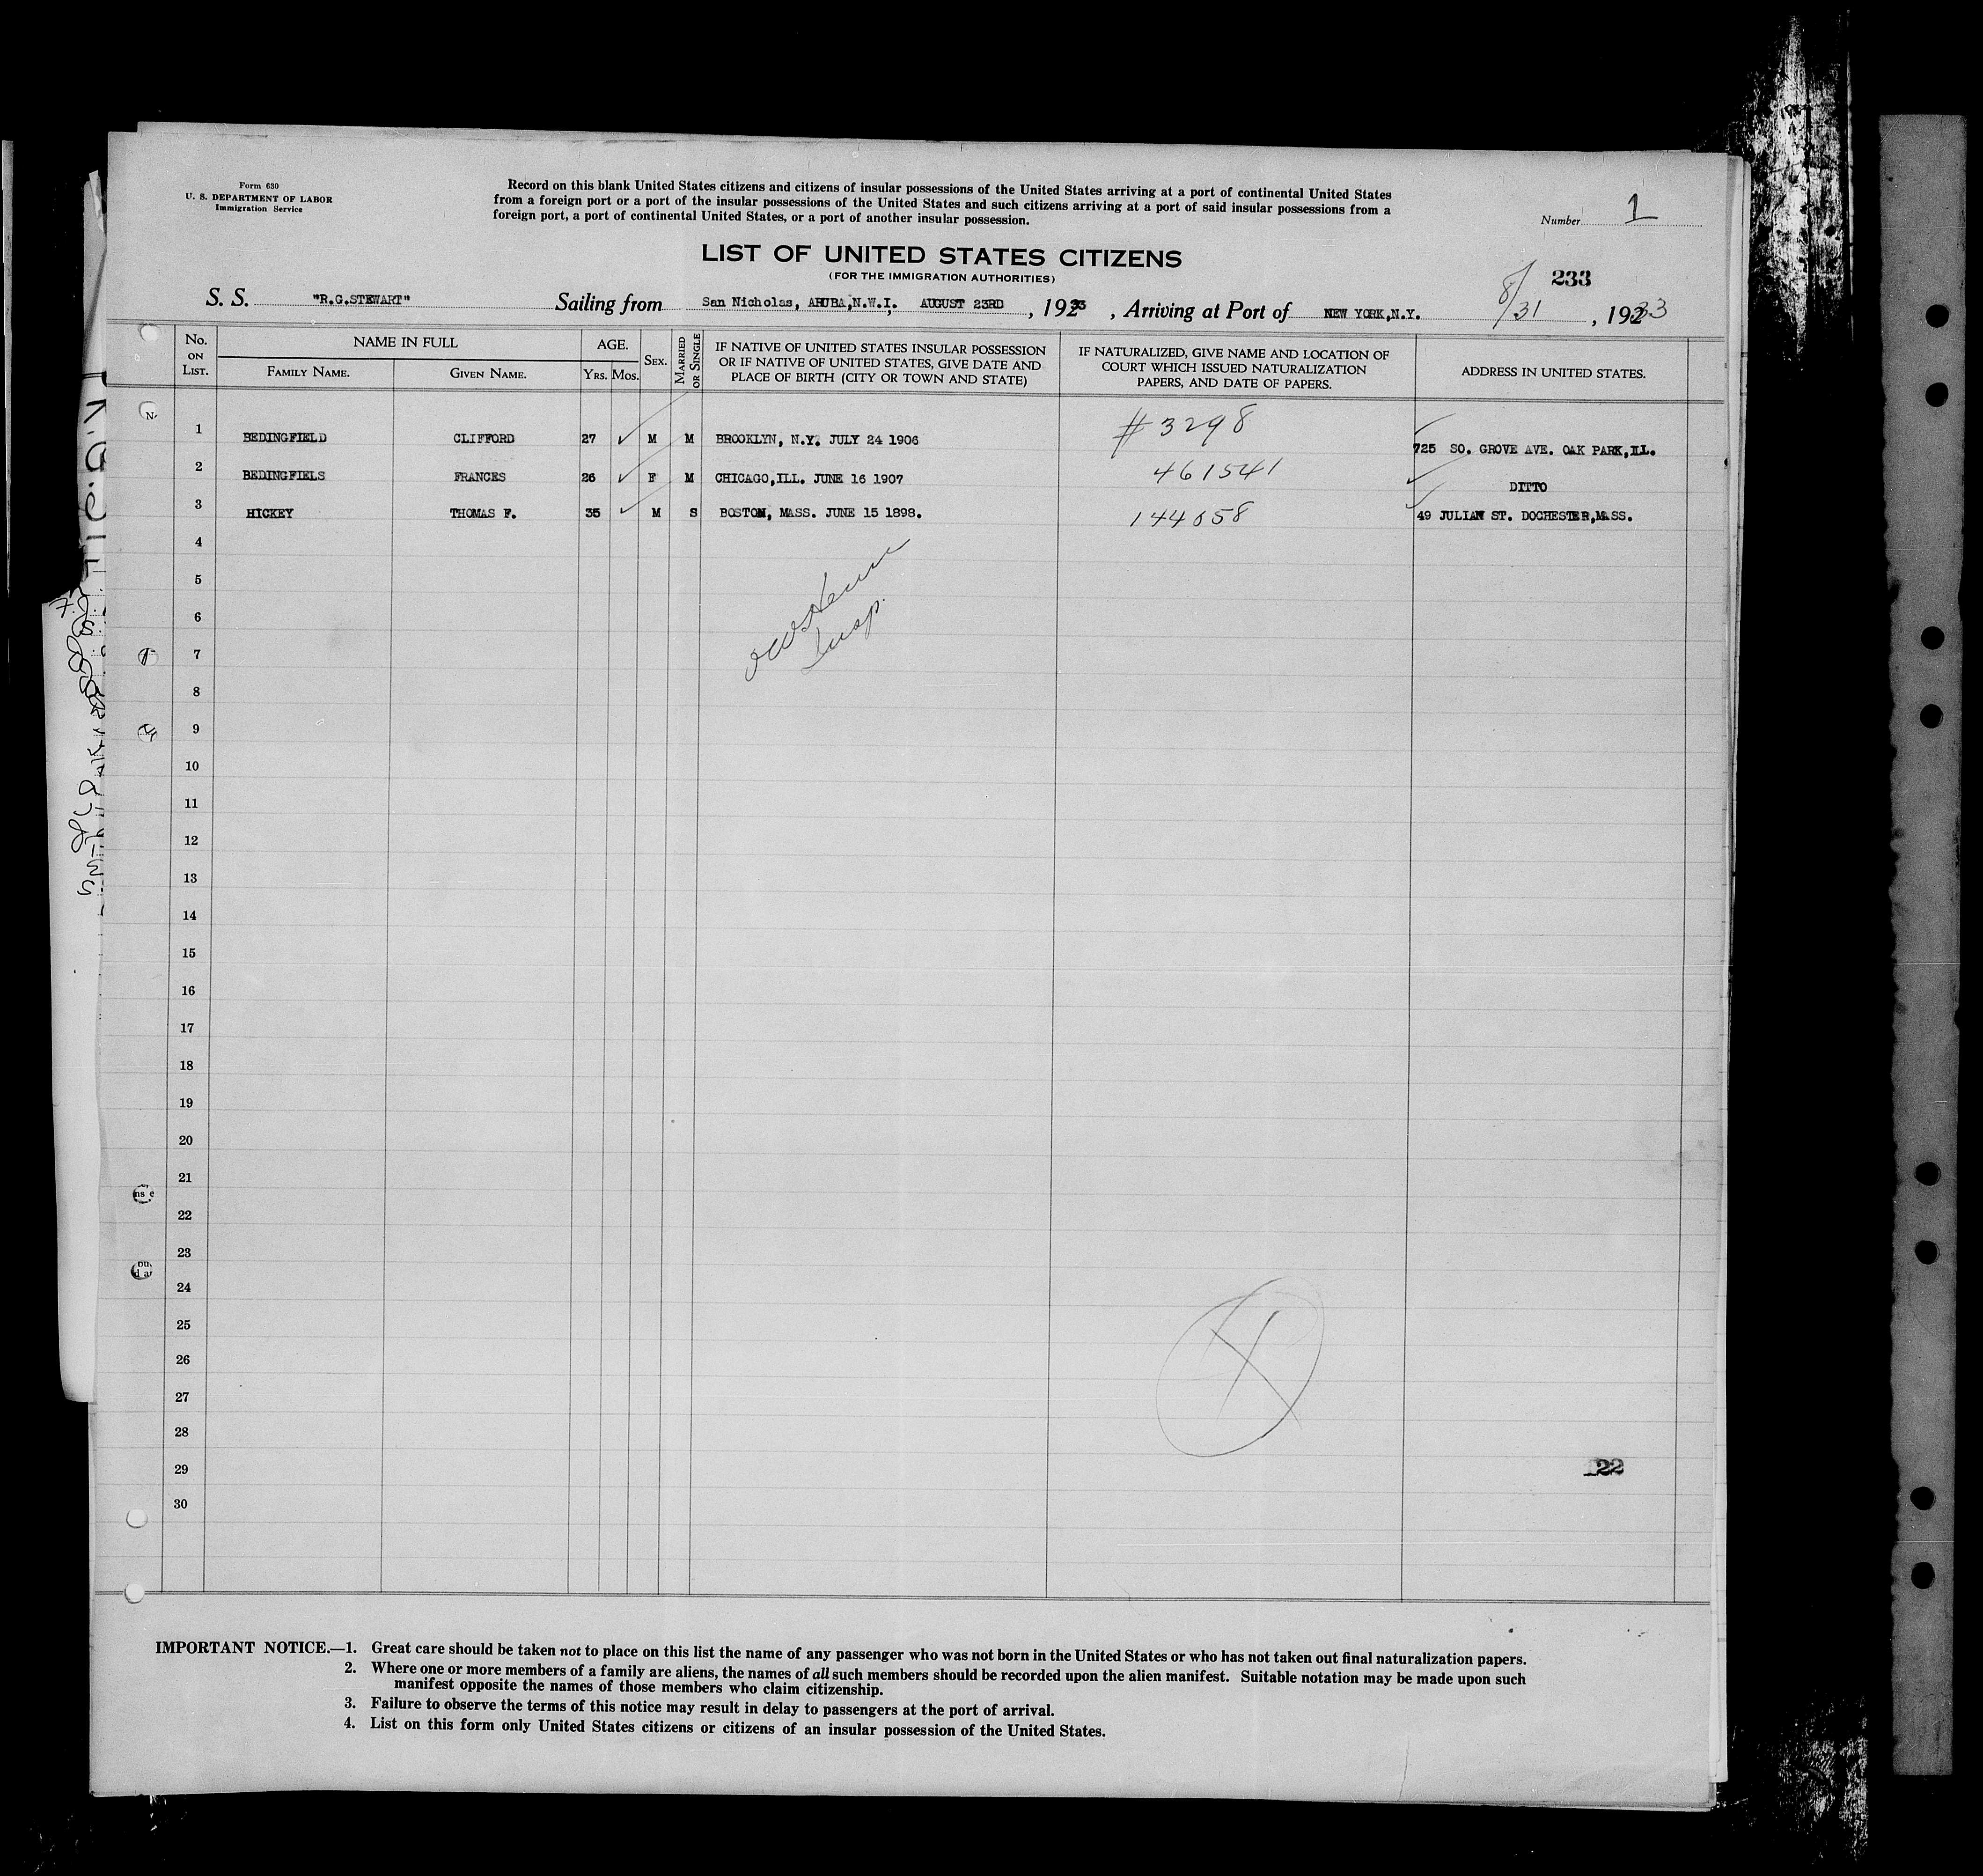 Form 630
U. S. DEPARTMENT OF LABOR
Immigration Service
Record on this blank United States citizens and citizens of insular possessions of the United States arriving at a port of continental United States
from a foreign port or a port of the insular possessions of the United States and such citizens arriving at a port of said insular possessions from a
foreign port, a port of continental United States, or a port of another insular possession.
Number 1
LIST OF UNITED STATES CITIZENS
(FOR THE IMMIGRATION AUTHORITIES)
233
S. S. "R.G.STEWART" Sailing from San Nicholas, ARUBA,N.W.I. AUGUST 23RD, 1933, Arriving at Port of NEW YORK,N.Y. 8/31, 1933
No. ON LIST. NAME IN FULL AGE. SEX. MARRIED OR SINGLE
FAMILY NAME. GIVEN NAME. YRS. MOS.
IF NATIVE OF UNITED STATES INSULAR POSSESSION
OR IF NATIVE OF UNITED STATES, GIVE DATE AND
PLACE OF BIRTH (CITY OR TOWN AND STATE)
IF NATURALIZED, GIVE NAME AND LOCATION OF
COURT WHICH ISSUED NATURALIZATION
PAPERS, AND DATE OF PAPERS.
ADDRESS IN UNITED STATES.
1 BEDINGFIELD CLIFFORD 27 ✓ M M BROOKLYN, N.Y. JULY 24 1906 #3298 725 SO. GROVE AVE. OAK PARK,ILL.
2 BEDINGFIELS FRANCES 26 ✓ F M CHICAGO,ILL. JUNE 16 1907 461541 DITTO
3 HICKEY THOMAS F. 35 ✓ M S BOSTON, MASS. JUNE 15 1898. 144058 49 JULIAN ST. DOCHESTER,MASS.
4
5
6
Insp.
7
8
9
10
11
12
13
14
15
16
17
18
19
20
21
22
23
24
25
26
27
28
29
122
30
IMPORTANT NOTICE.—1. Great care should be taken not to place on this list the name of any passenger who was not born in the United States or who has not taken out final naturalization papers.
2. Where one or more members of a family are aliens, the names of all such members should be recorded upon the alien manifest. Suitable notation may be made upon such
manifest opposite the names of those members who claim citizenship.
3. Failure to observe the terms of this notice may result in delay to passengers at the port of arrival.
4. List on this form only United States citizens or citizens of an insular possession of the United States.